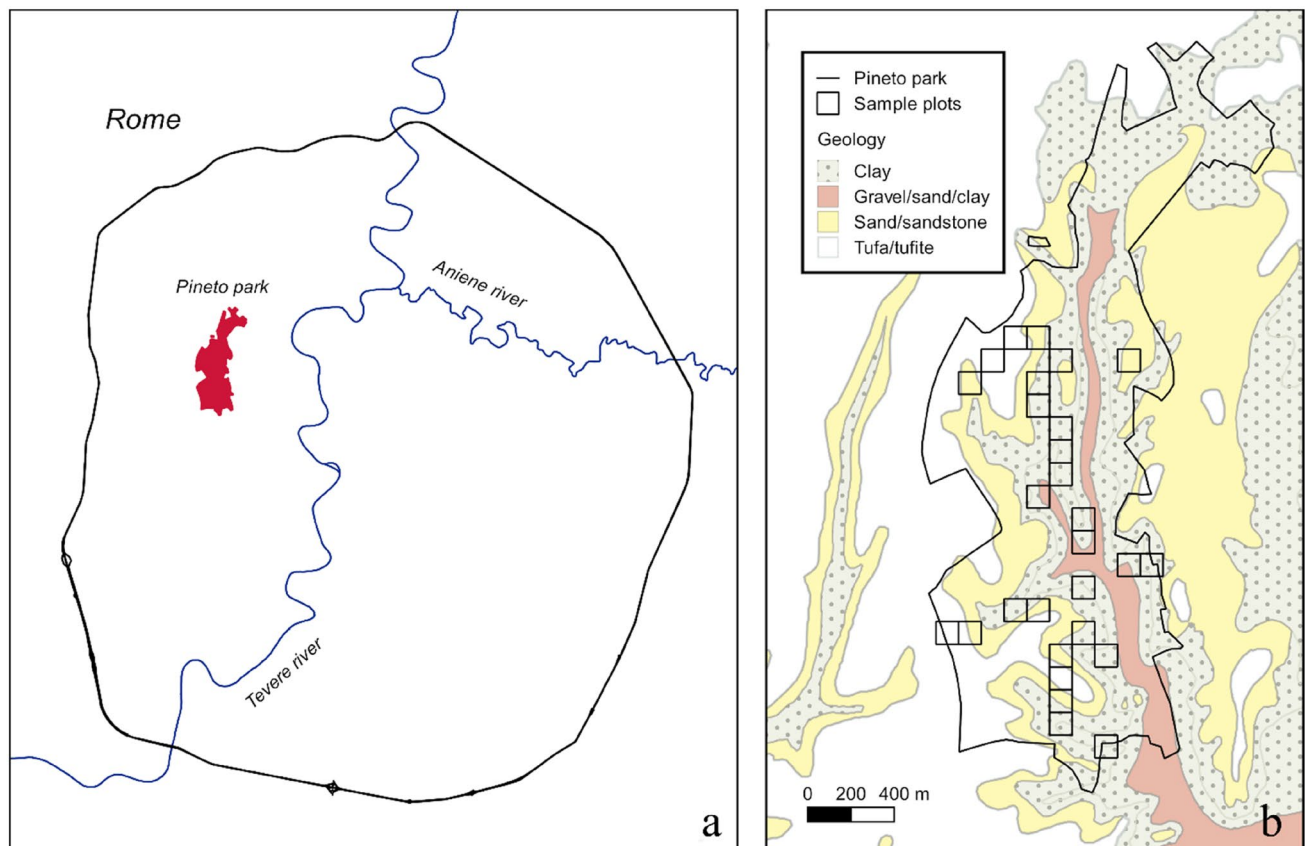 Rome
Pineto park
Aniene river
Tevere river
a
Pineto park
Sample plots
Geology
Clay
Gravel/sand/clay
Sand/sandstone
Tufa/tufite
0 200 400 m
b